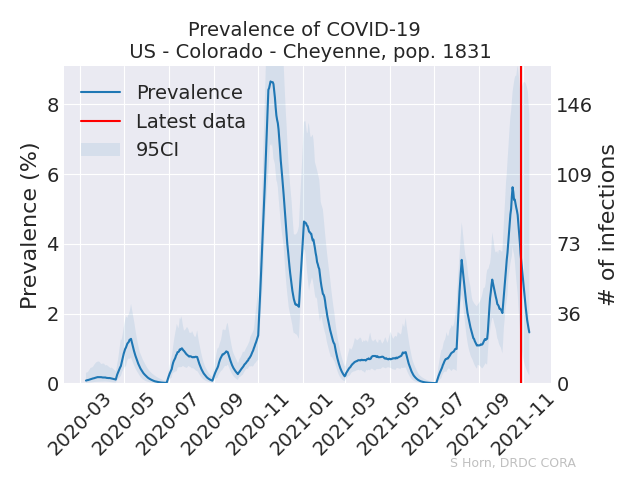 Prevalence of COVID-19
US - Colorado - Cheyenne, pop. 1831
Prevalence
Latest data
95CI
Prevalence (%)
8
6
4
2
0
# of infections
146
109
73
36
0
2020-03
2020-05
2020-07
2020-09
2020-11
2021-01
2021-03
2021-05
2021-07
2021-09
2021-11
S Horn, DRDC CORA